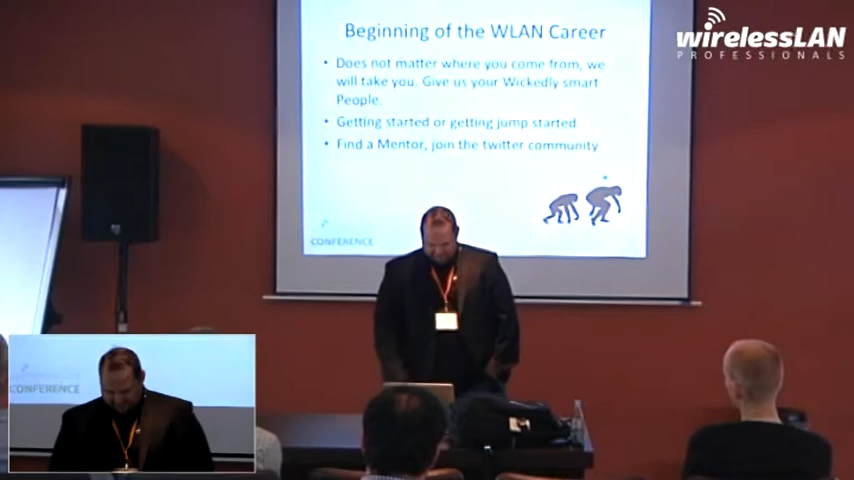 Beginning of the WLAN Career
wirelessLAN
PROFESSIONALS
• Does not matter where you come from, we
will take you. Give us your Wickedly smart
People.
• Getting started or getting jump started
• Find a Mentor, join the twitter community
CONFERENCE
CONFERENCE